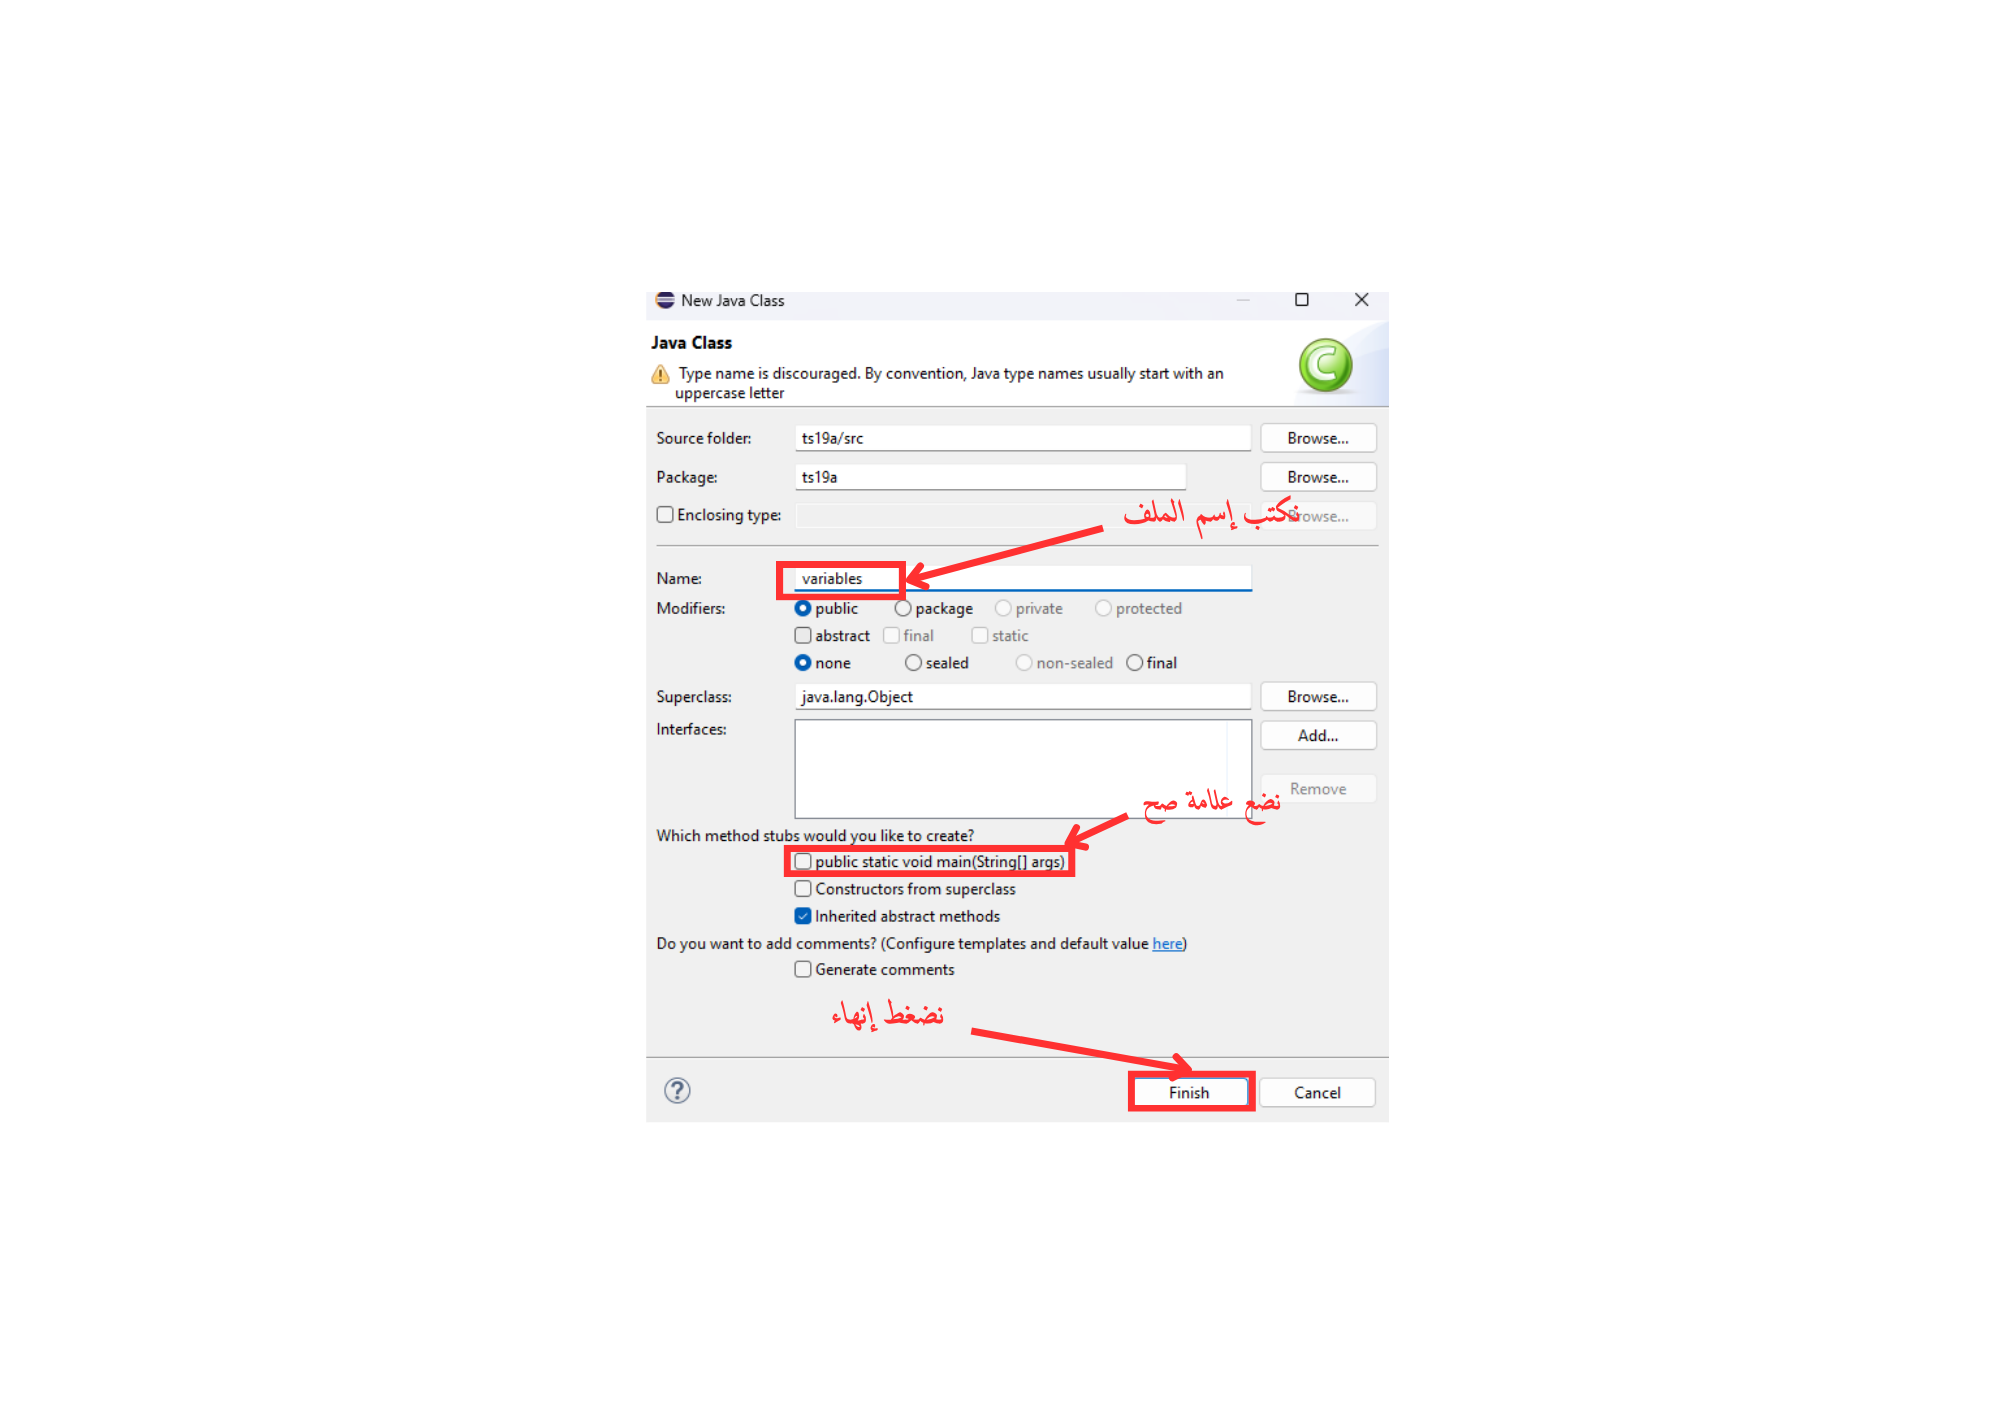 New Java Class
Java Class
Type name is discouraged. By convention, Java type names usually start with an
uppercase letter
Source folder: ts19a/src Browse...
Package: ts19a Browse...
Enclosing type: Browse...
نكتب إسم الملف
Name: variables
Modifiers: public package private protected
abstract final static
none sealed non-sealed final
Superclass: java.lang.Object Browse...
Interfaces: Add...
Remove
نضع علامة صح
Which method stubs would you like to create?
public static void main(String[] args)
Constructors from superclass
Inherited abstract methods
Do you want to add comments? (Configure templates and default value here)
Generate comments
نضغط إنهاء
? Finish Cancel